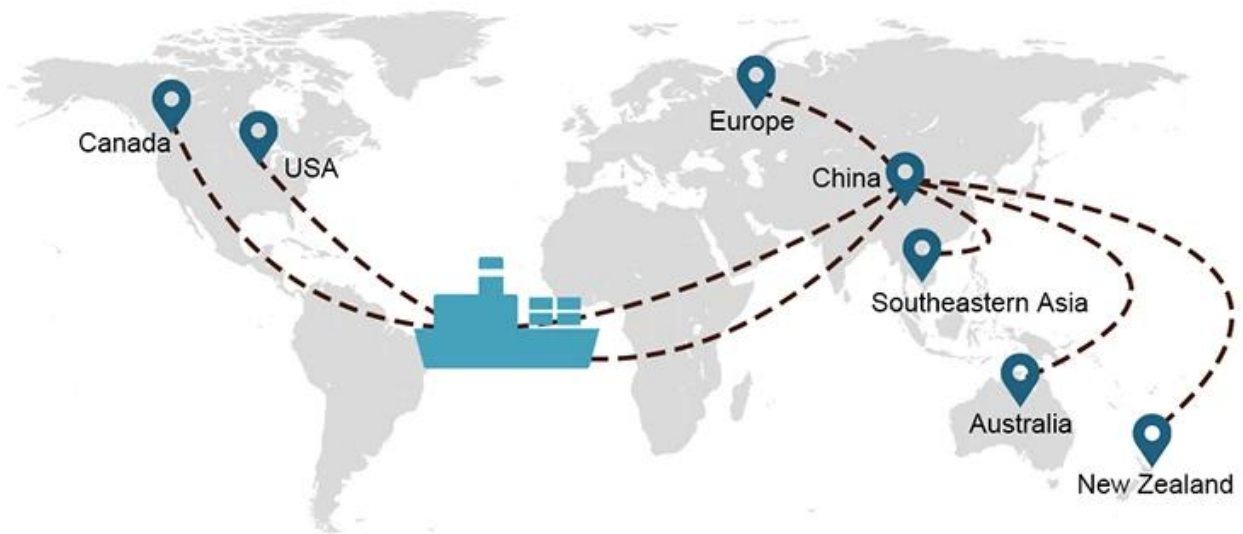 Canada
USA
Europe
China
Southeastern Asia
Australia
New Zealand